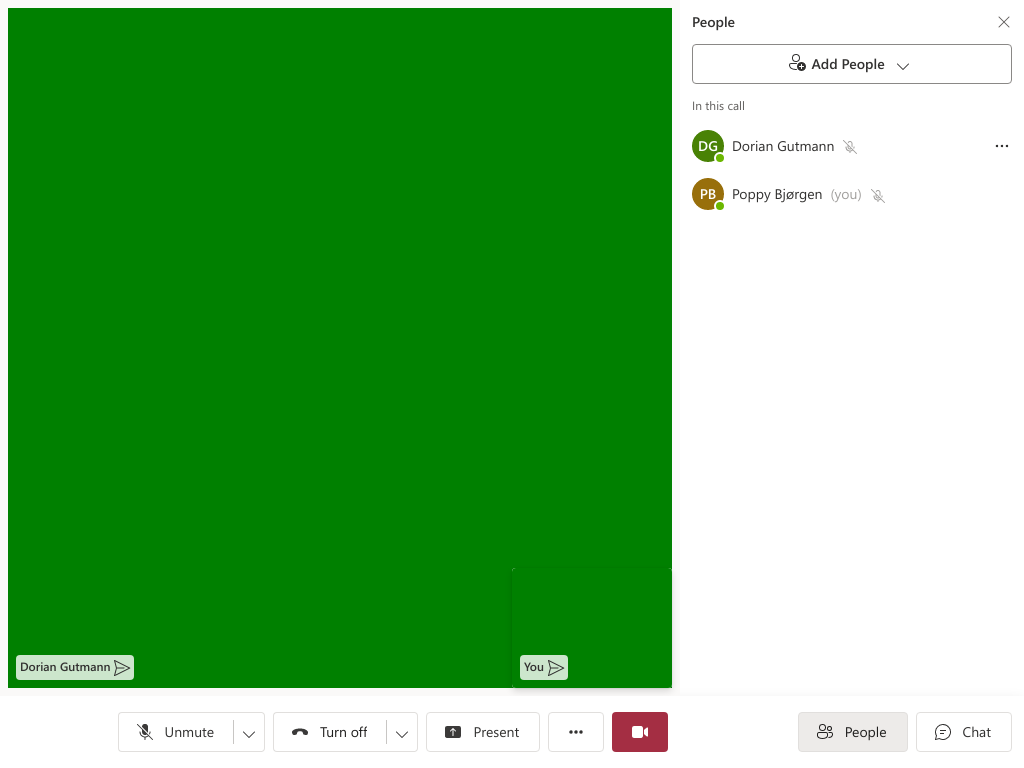 People
Add People
In this call
DG Dorian Gutmann
PB Poppy Bjørgen (you)
Dorian Gutmann
You
Unmute
Turn off
Present
People
Chat